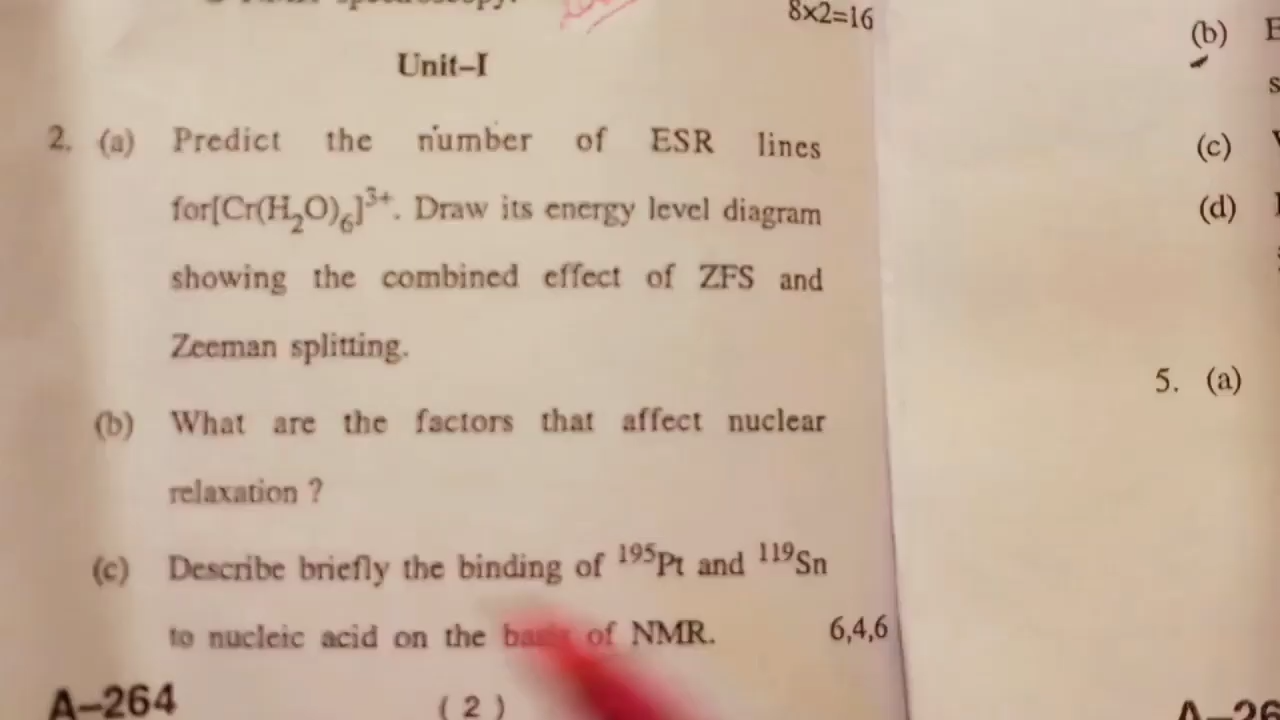 spectroscopy.
8×2=16
Unit–I
2. (a) Predict the number of ESR lines
for[Cr(H₂O)₆]³⁺. Draw its energy level diagram
showing the combined effect of ZFS and
Zeeman splitting.
(b) What are the factors that affect nuclear
relaxation ?
(c) Describe briefly the binding of ¹⁹⁵Pt and ¹¹⁹Sn
to nucleic acid on the basis of NMR. 6,4,6
A–264 ( 2 )
(b)
(c)
(d)
5. (a)